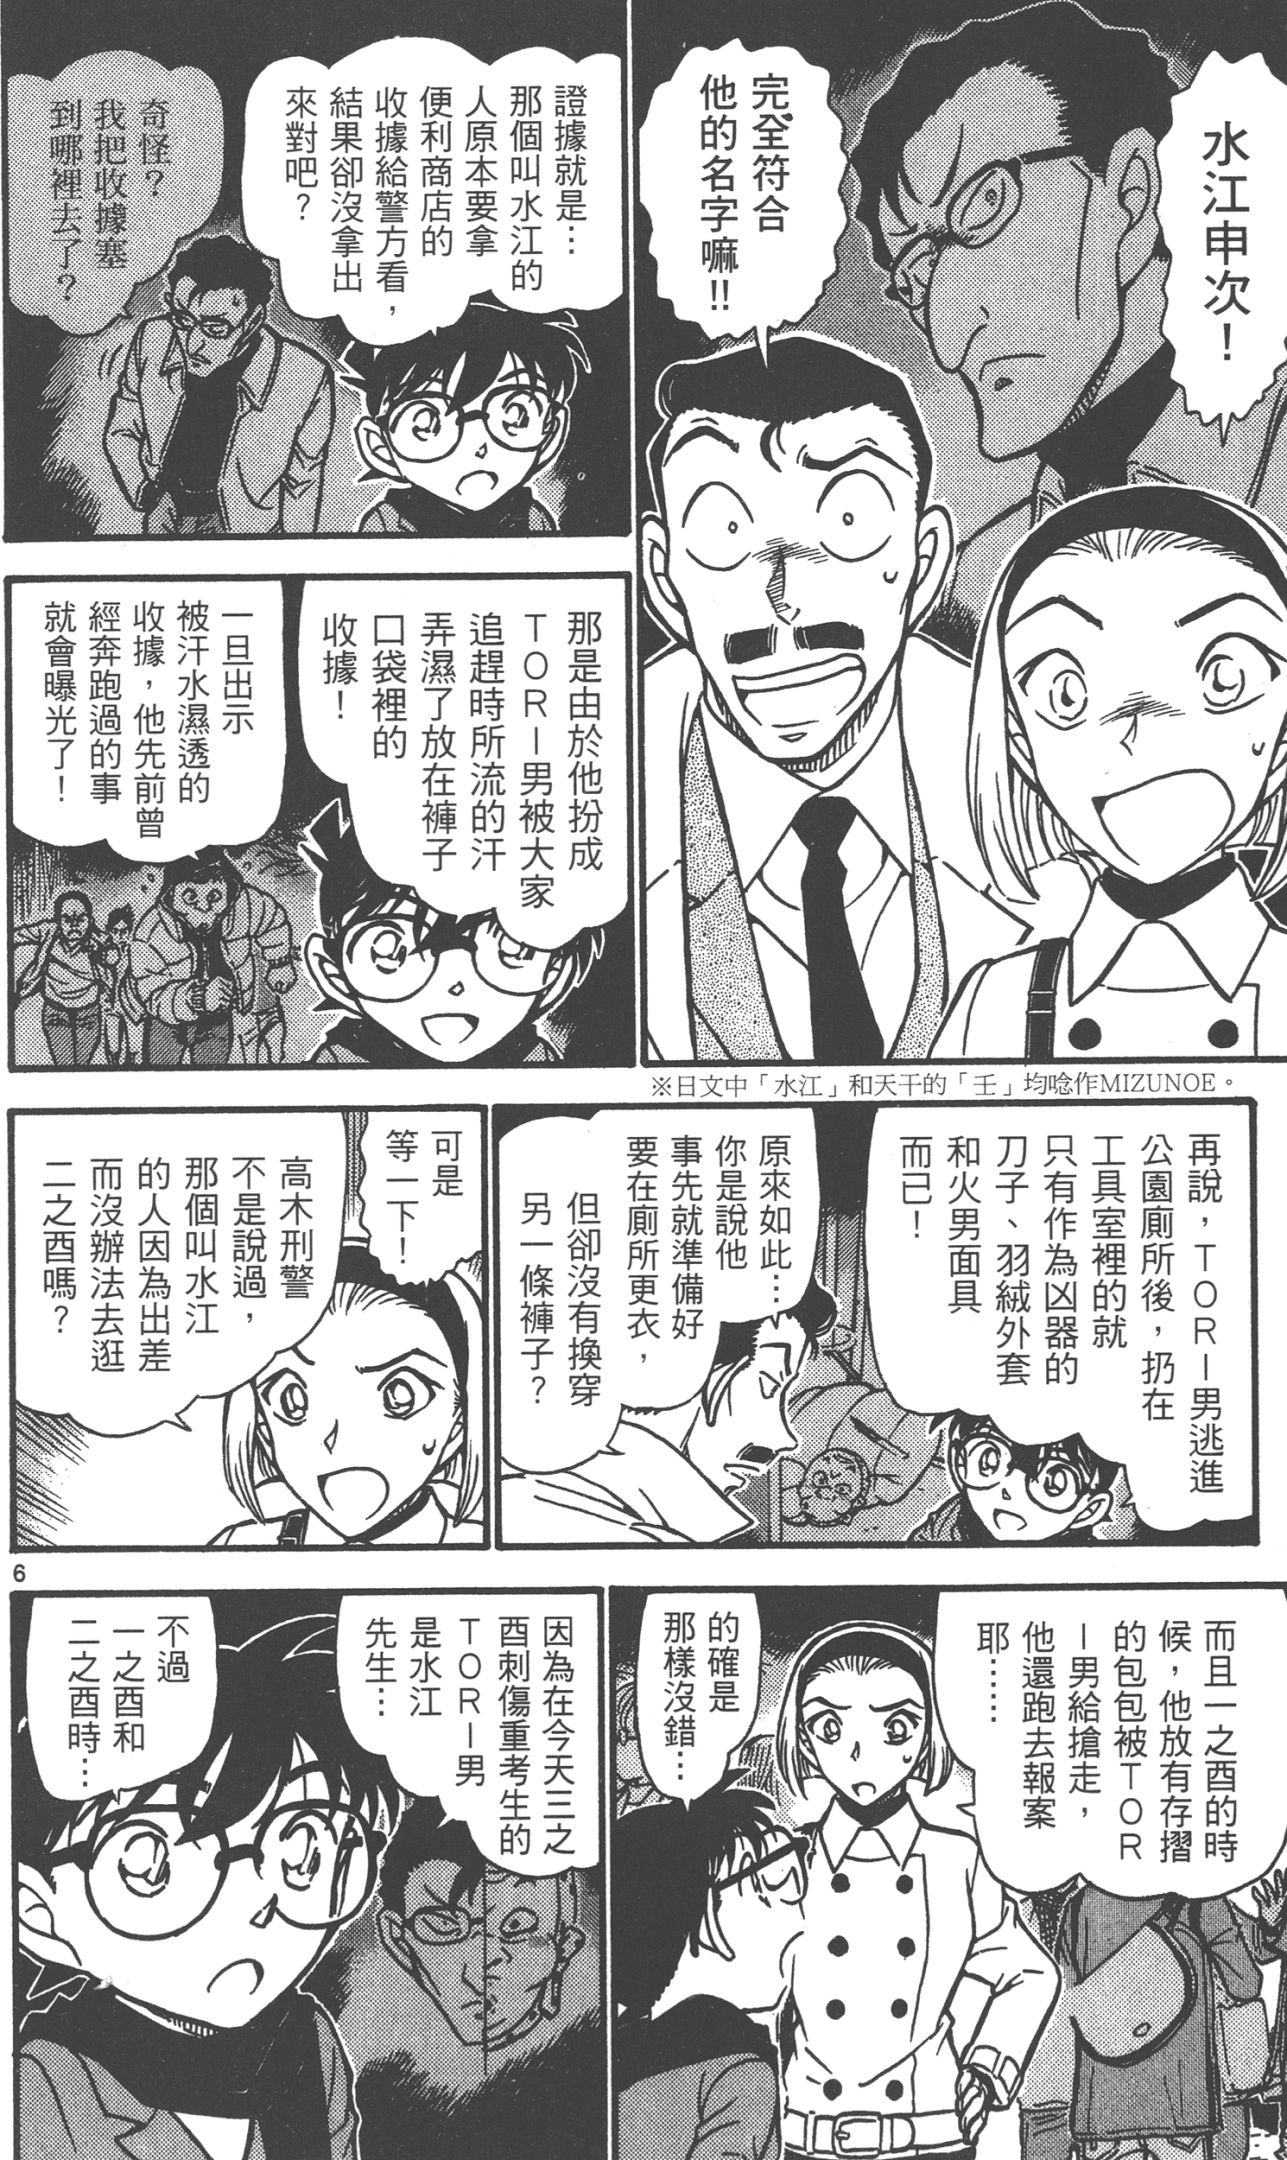 水江申次！
完全符合
他的名字嘛!!
證據就是…
那個叫水江的
人原本要拿
便利商店的
收據給警方看，
結果卻沒拿出
來對吧？
奇怪？
我把收據塞
到哪裡去了？
那是由於他扮成
TORI男被大家
追趕時所流的汗
弄濕了放在褲子
口袋裡的
收據！
一旦出示
被汗水濕透的
收據，他先前曾
經奔跑過的事
就會曝光了！
※日文中「水江」和天干的「壬」均唸作MIZUNOE。
再說，TORI男逃進
公園廁所後，扔在
工具室裡的就
只有作為凶器的
刀子、羽絨外套
和火男面具
而已！
原來如此…
你是說他
事先就準備好
要在廁所更衣，
但卻沒有換穿
另一條褲子？
可是
等一下！
高木刑警
不是說過，
那個叫水江
的人因為出差
而沒辦法去逛
二之酉嗎？
6
而且一之酉的時
候，他放有存摺
的包包被TOR
I男給搶走，
他還跑去報案
耶……
的確是
那樣沒錯…
因為在今天三之
酉刺傷重考生的
TORI男
是水江
先生…
不過
一之酉和
二之酉時…